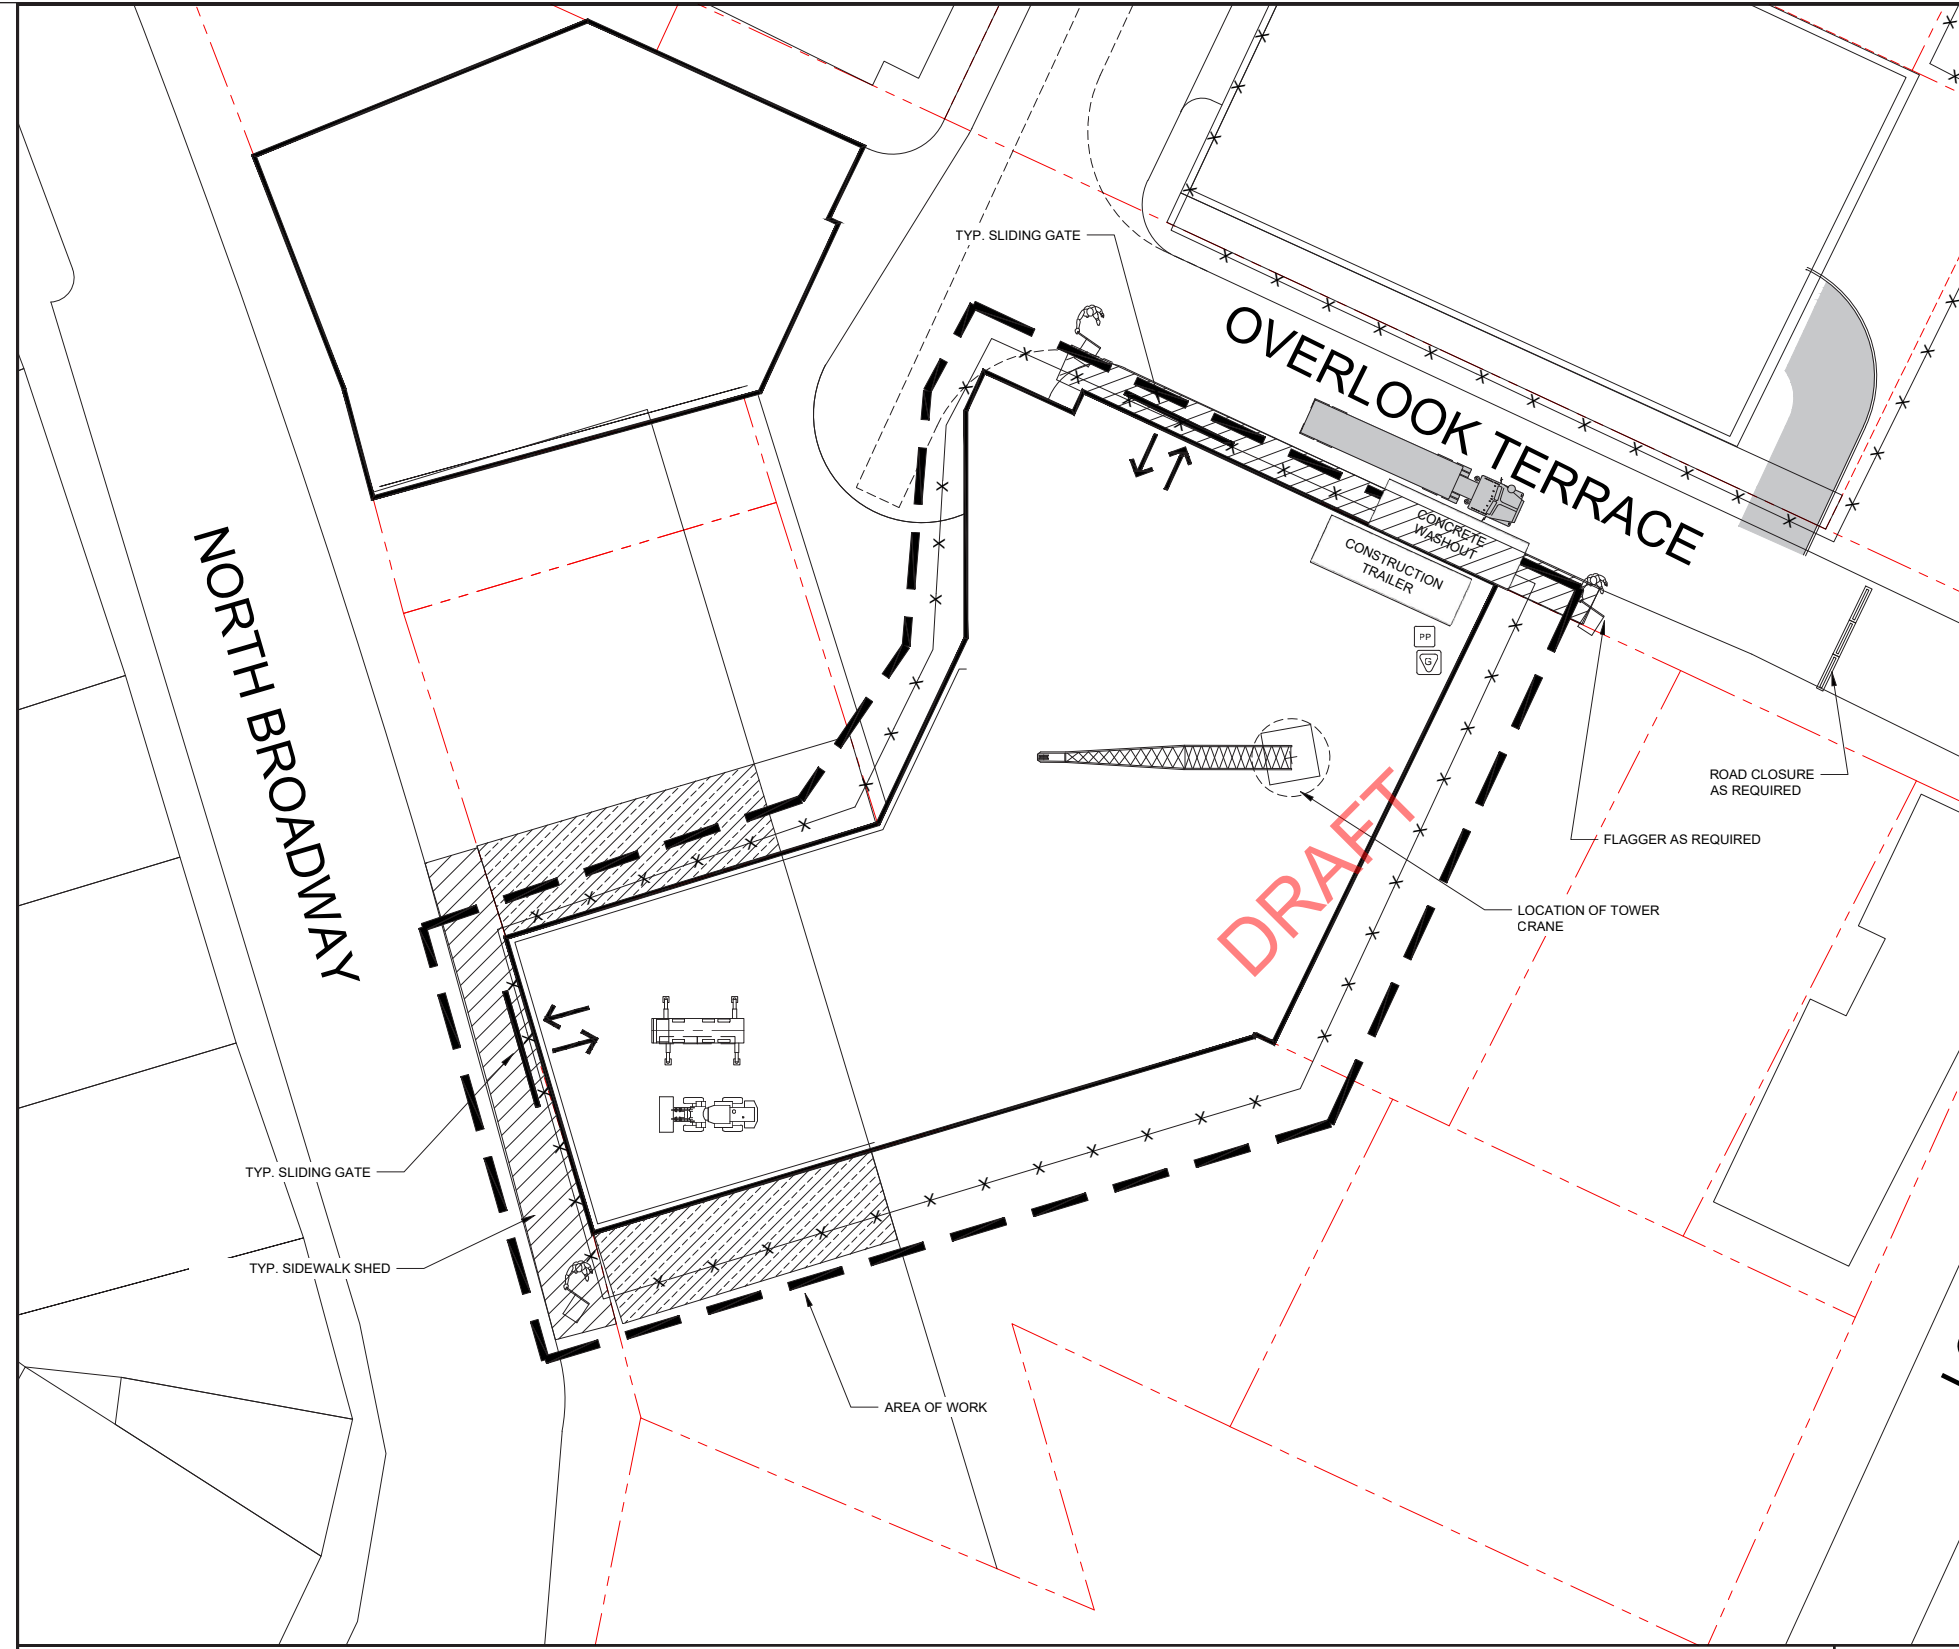 TYP. SLIDING GATE
OVERLOOK TERRACE
CONCRETE
WASHOUT
CONSTRUCTION
TRAILER
PP
G
NORTH BROADWAY
ROAD CLOSURE
AS REQUIRED
FLAGGER AS REQUIRED
DRAFT
LOCATION OF TOWER
CRANE
TYP. SLIDING GATE
TYP. SIDEWALK SHED
AREA OF WORK